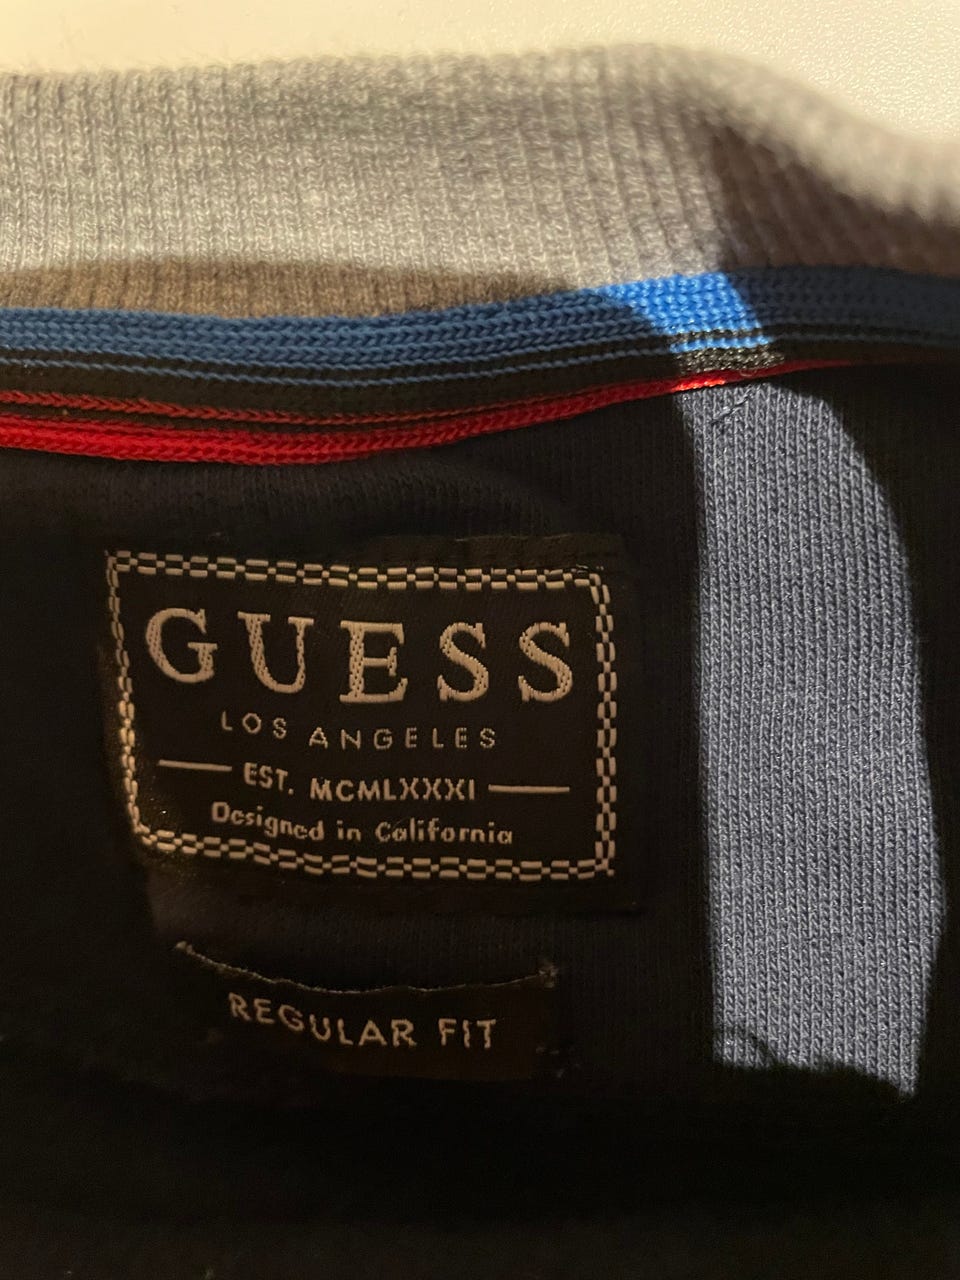 GUESS
LOS ANGELES
EST. MCMLXXXI
Designed in California
REGULAR FIT